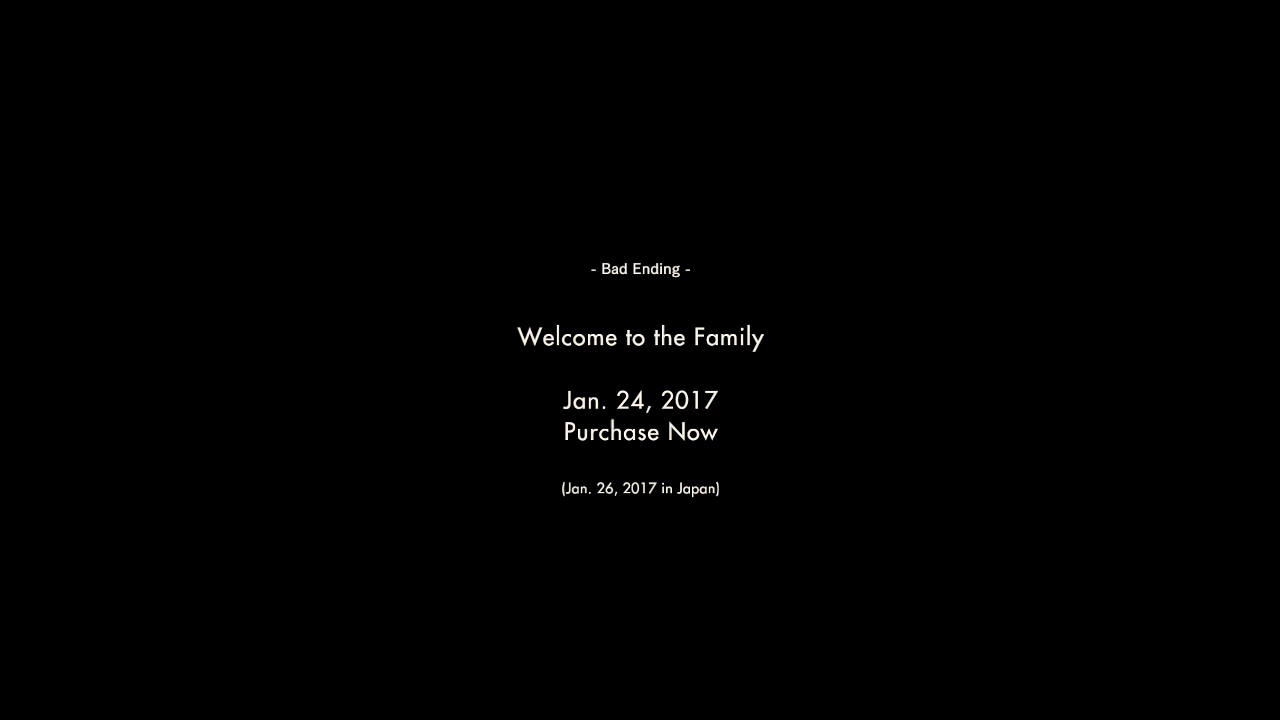 - Bad Ending -
Welcome to the Family
Jan. 24, 2017
Purchase Now
(Jan. 26, 2017 in Japan)